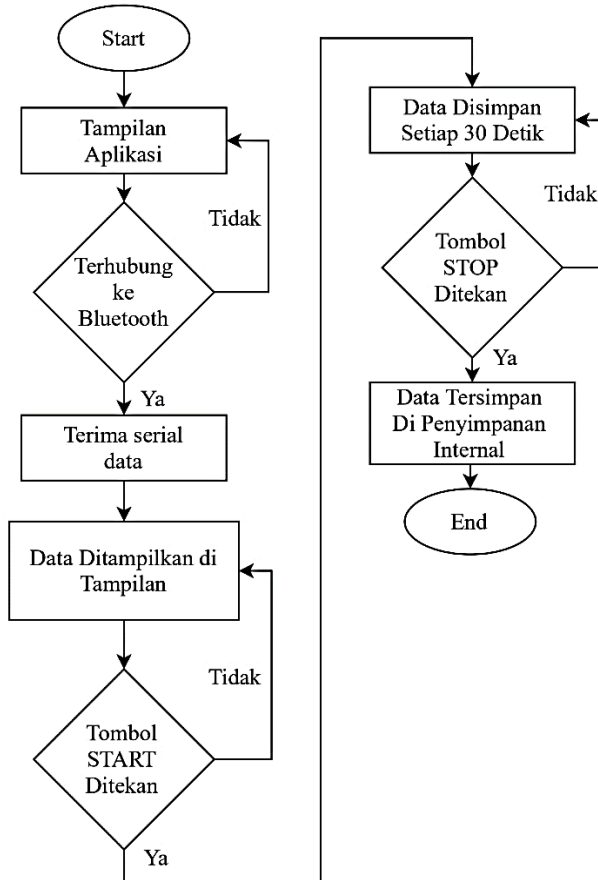 Start
Tampilan
Aplikasi
Tidak
Terhubung
ke
Bluetooth
Ya
Terima serial
data
Data Ditampilkan di
Tampilan
Tidak
Tombol
START
Ditekan
Ya
Data Disimpan
Setiap 30 Detik
Tidak
Tombol
STOP
Ditekan
Ya
Data Tersimpan
Di Penyimpanan
Internal
End